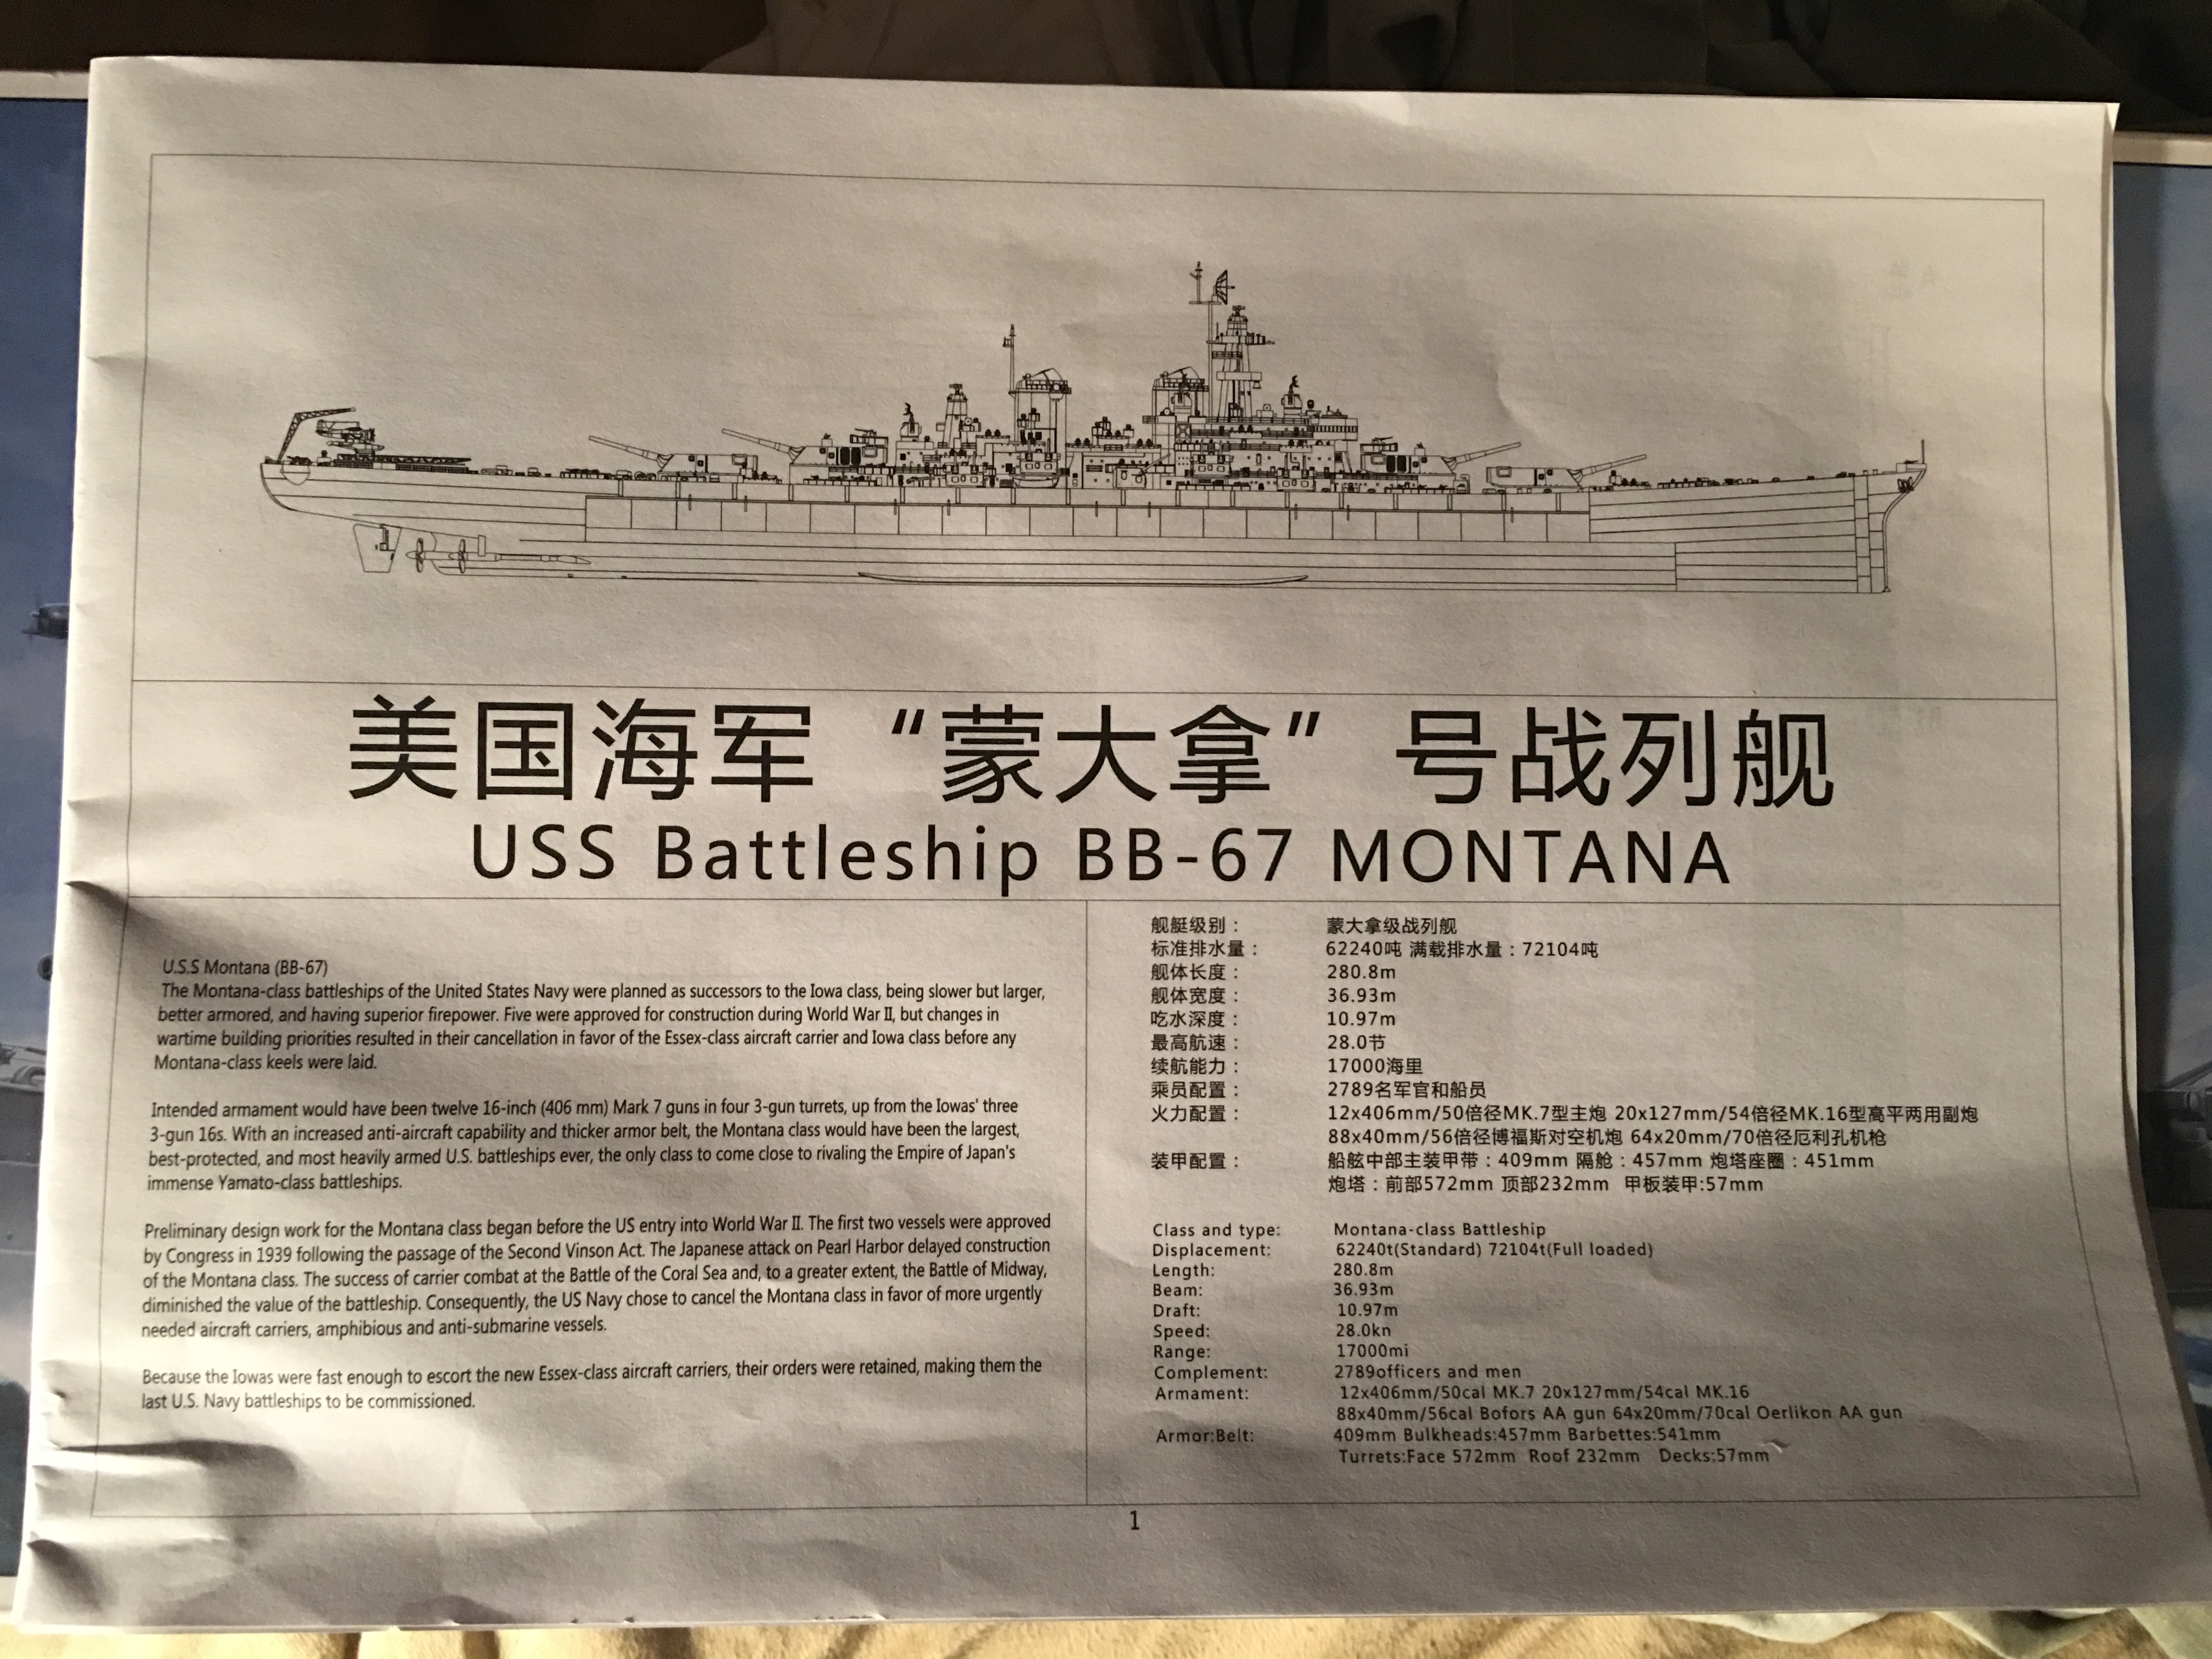 美国海军“蒙大拿”号战列舰
USS Battleship BB-67 MONTANA
U.S.S Montana (BB-67)
The Montana-class battleships of the United States Navy were planned as successors to the Iowa class, being slower but larger,
better armored, and having superior firepower. Five were approved for construction during World War II, but changes in
wartime building priorities resulted in their cancellation in favor of the Essex-class aircraft carrier and Iowa class before any
Montana-class keels were laid.
Intended armament would have been twelve 16-inch (406 mm) Mark 7 guns in four 3-gun turrets, up from the Iowas' three
3-gun 16s. With an increased anti-aircraft capability and thicker armor belt, the Montana class would have been the largest,
best-protected, and most heavily armed U.S. battleships ever, the only class to come close to rivaling the Empire of Japan's
immense Yamato-class battleships.
Preliminary design work for the Montana class began before the US entry into World War II. The first two vessels were approved
by Congress in 1939 following the passage of the Second Vinson Act. The Japanese attack on Pearl Harbor delayed construction
of the Montana class. The success of carrier combat at the Battle of the Coral Sea and, to a greater extent, the Battle of Midway,
diminished the value of the battleship. Consequently, the US Navy chose to cancel the Montana class in favor of more urgently
needed aircraft carriers, amphibious and anti-submarine vessels.
Because the Iowas were fast enough to escort the new Essex-class aircraft carriers, their orders were retained, making them the
last U.S. Navy battleships to be commissioned.
舰艇级别： 蒙大拿级战列舰
标准排水量： 62240吨 满载排水量：72104吨
舰体长度： 280.8m
舰体宽度： 36.93m
吃水深度： 10.97m
最高航速： 28.0节
续航能力： 17000海里
乘员配置： 2789名军官和船员
火力配置： 12x406mm/50倍径MK.7型主炮 20x127mm/54倍径MK.16型高平两用副炮
88x40mm/56倍径博福斯对空机炮 64x20mm/70倍径厄利孔机枪
装甲配置： 船舷中部主装甲带：409mm 隔舱：457mm 炮塔座圈：451mm
炮塔：前部572mm 顶部232mm 甲板装甲:57mm
Class and type: Montana-class Battleship
Displacement: 62240t(Standard) 72104t(Full loaded)
Length: 280.8m
Beam: 36.93m
Draft: 10.97m
Speed: 28.0kn
Range: 17000mi
Complement: 2789officers and men
Armament: 12x406mm/50cal MK.7 20x127mm/54cal MK.16
88x40mm/56cal Bofors AA gun 64x20mm/70cal Oerlikon AA gun
Armor:Belt: 409mm Bulkheads:457mm Barbettes:541mm
Turrets:Face 572mm Roof 232mm Decks:57mm
1